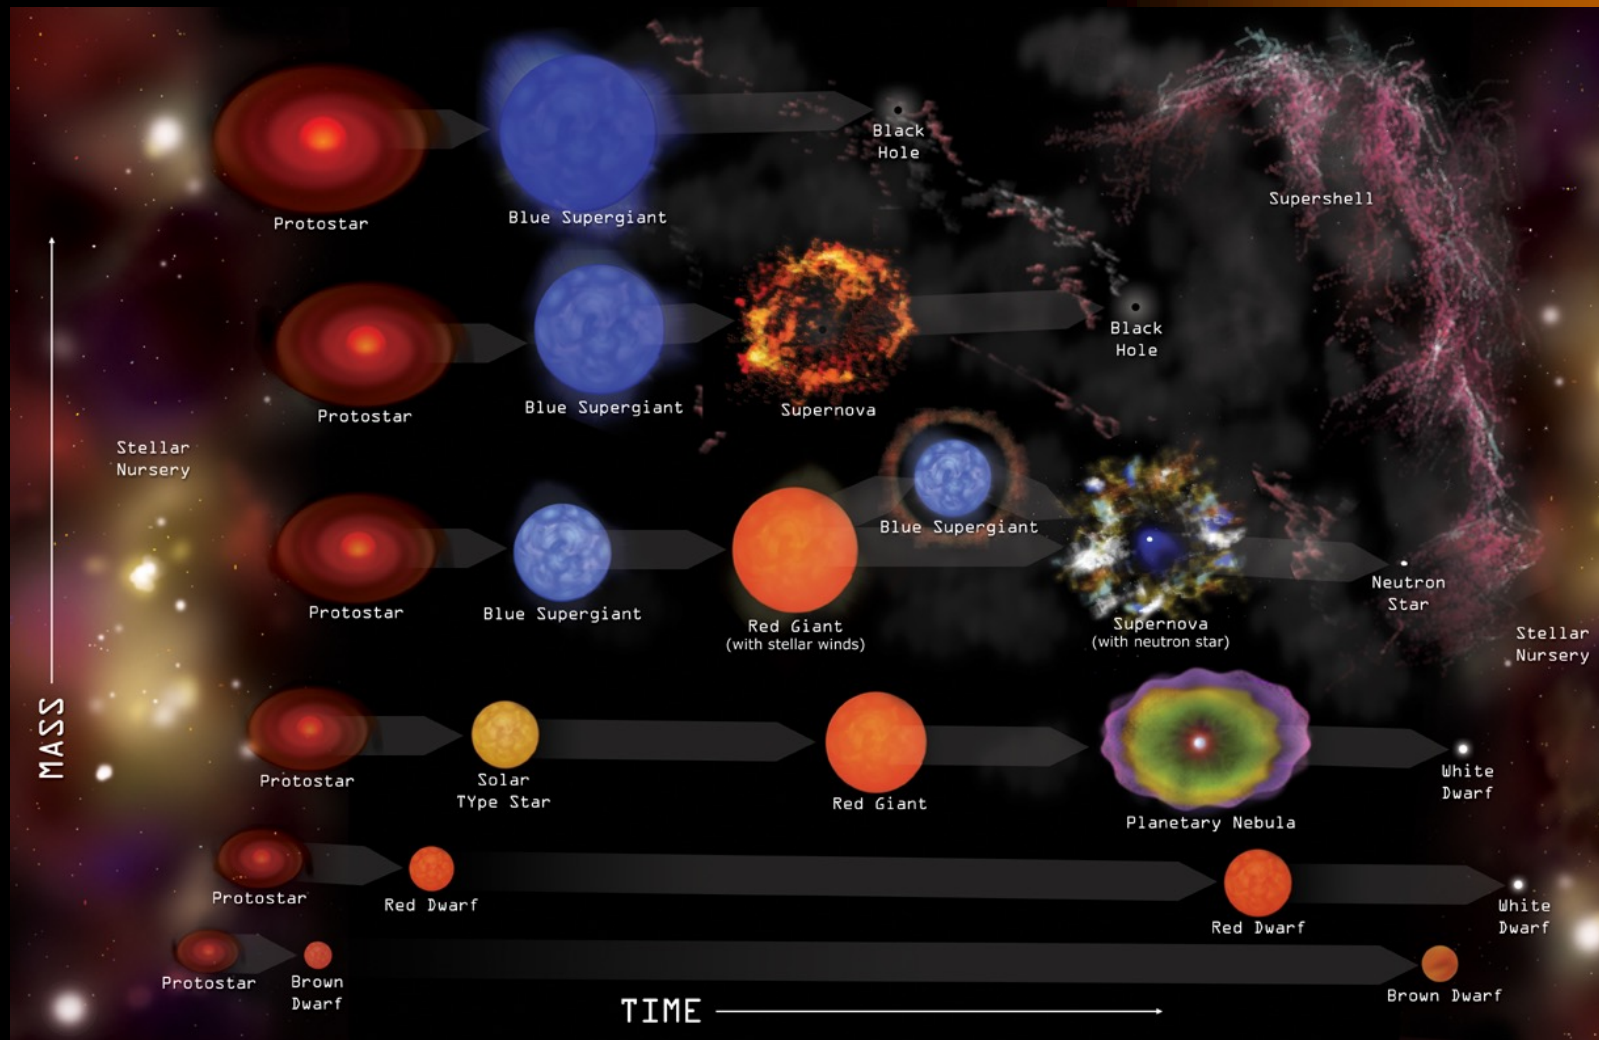 Protostar
Blue Supergiant
Black
Hole
Supershell
Protostar
Blue Supergiant
Supernova
Black
Hole
Stellar
Nursery
Protostar
Blue Supergiant
Red Giant
(with stellar winds)
Blue Supergiant
Supernova
(with neutron star)
Neutron
Star
Stellar
Nursery
MASS
Protostar
Solar
TYpe Star
Red Giant
Planetary Nebula
White
Dwarf
Protostar
Red Dwarf
Red Dwarf
White
Dwarf
Protostar
Brown
Dwarf
Brown Dwarf
TIME